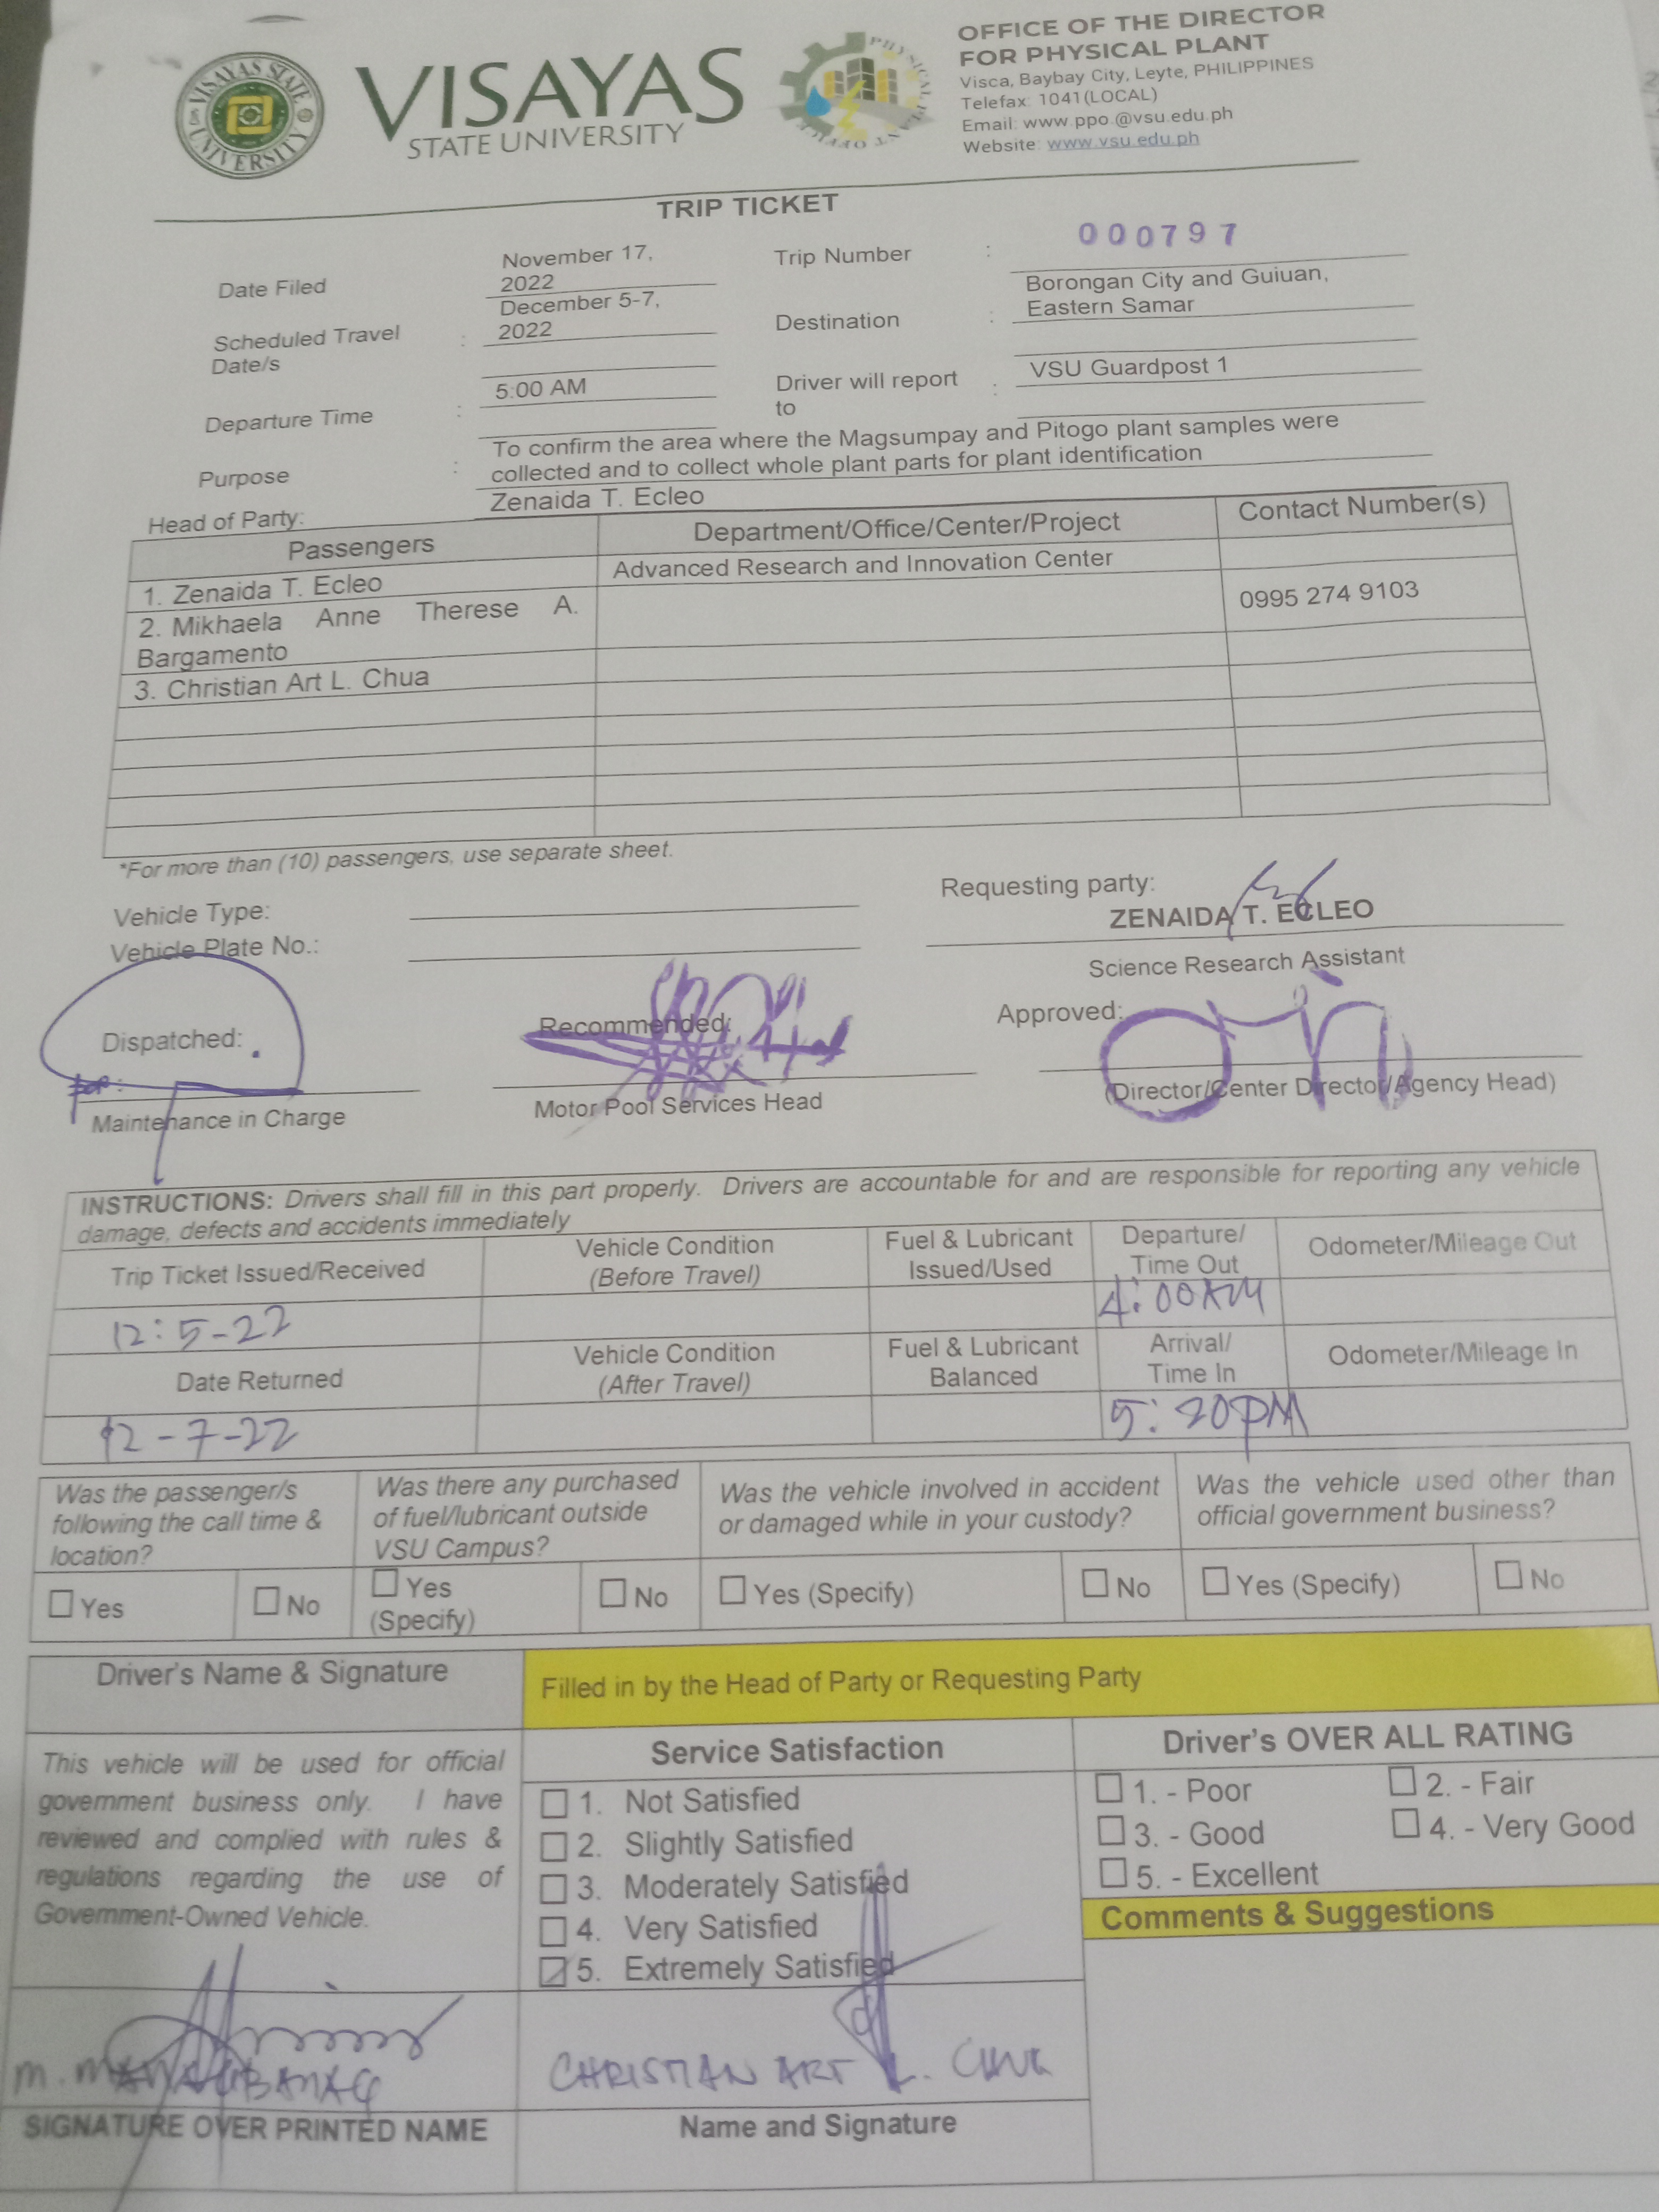 VISAYAS STATE UNIVERSITY
VISAYAS
STATE UNIVERSITY
PHYSICAL PLANT OFFICE
OFFICE OF THE DIRECTOR
FOR PHYSICAL PLANT
Visca, Baybay City, Leyte, PHILIPPINES
Telefax: 1041(LOCAL)
Email: www.ppo.@vsu.edu.ph
Website: www.vsu.edu.ph
TRIP TICKET
Date Filed November 17, 2022 Trip Number : 000797
Scheduled Travel Date/s : December 5-7, 2022 Destination : Borongan City and Guiuan, Eastern Samar
Departure Time : 5:00 AM Driver will report to : VSU Guardpost 1
Purpose : To confirm the area where the Magsumpay and Pitogo plant samples were
collected and to collect whole plant parts for plant identification
Head of Party: Zenaida T. Ecleo
Passengers Department/Office/Center/Project Contact Number(s)
1. Zenaida T. Ecleo Advanced Research and Innovation Center
2. Mikhaela Anne Therese A. Bargamento 0995 274 9103
3. Christian Art L. Chua
*For more than (10) passengers, use separate sheet.
Vehicle Type: Requesting party:
Vehicle Plate No.: ZENAIDA T. ECLEO
Science Research Assistant
Dispatched: Recommended: Approved:
for:
Maintenance in Charge Motor Pool Services Head (Director/Center Director/Agency Head)
INSTRUCTIONS: Drivers shall fill in this part properly. Drivers are accountable for and are responsible for reporting any vehicle
damage, defects and accidents immediately
Trip Ticket Issued/Received Vehicle Condition (Before Travel) Fuel & Lubricant Issued/Used Departure/ Time Out Odometer/Mileage Out
12:5-22 4:00AM
Date Returned Vehicle Condition (After Travel) Fuel & Lubricant Balanced Arrival/ Time In Odometer/Mileage In
12-7-22 5:20PM
Was the passenger/s following the call time & location? Was there any purchased of fuel/lubricant outside VSU Campus? Was the vehicle involved in accident or damaged while in your custody? Was the vehicle used other than official government business?
Yes No Yes (Specify) No Yes (Specify) No Yes (Specify) No
Driver's Name & Signature Filled in by the Head of Party or Requesting Party
This vehicle will be used for official
government business only. I have
reviewed and complied with rules &
regulations regarding the use of
Government-Owned Vehicle.
Service Satisfaction
1. Not Satisfied
2. Slightly Satisfied
3. Moderately Satisfied
4. Very Satisfied
5. Extremely Satisfied
Driver's OVER ALL RATING
1. - Poor 2. - Fair
3. - Good 4. - Very Good
5. - Excellent
Comments & Suggestions
M.
CHRISTIAN ART L. CHUA
SIGNATURE OVER PRINTED NAME Name and Signature